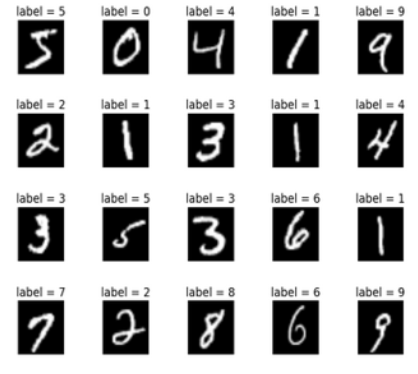 label = 5 label = 0 label = 4 label = 1 label = 9
5 0 4 1 9
label = 2 label = 1 label = 3 label = 1 label = 4
2 1 3 1 4
label = 3 label = 5 label = 3 label = 6 label = 1
3 5 3 6 1
label = 7 label = 2 label = 8 label = 6 label = 9
7 2 8 6 9